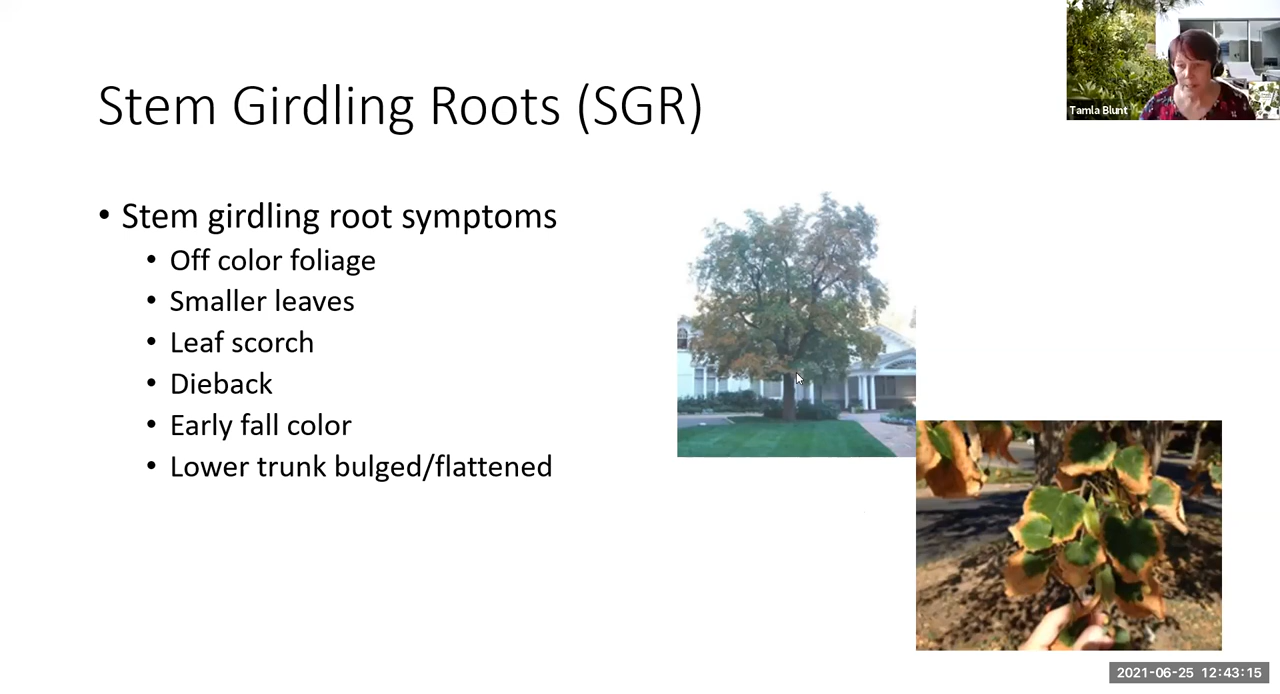 Stem Girdling Roots (SGR)
Tamla Blunt
• Stem girdling root symptoms
• Off color foliage
• Smaller leaves
• Leaf scorch
• Dieback
• Early fall color
• Lower trunk bulged/flattened
2021-06-25 12:43:15